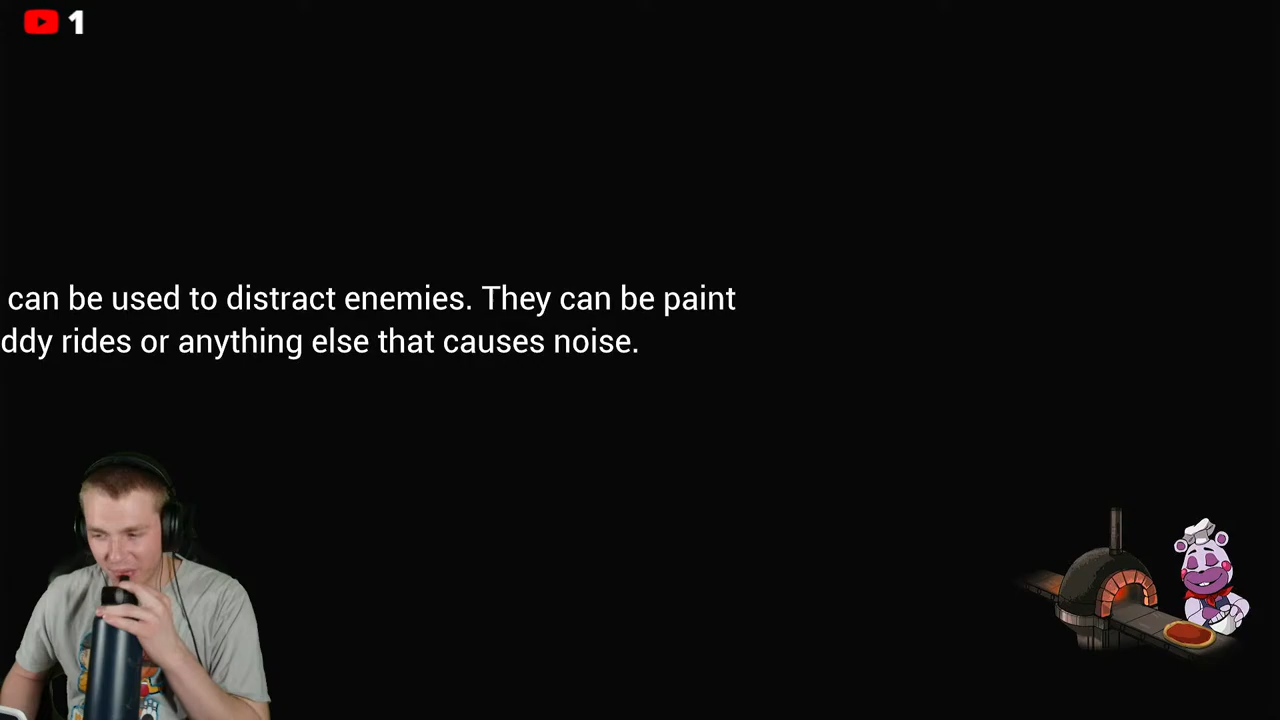 1
can be used to distract enemies. They can be paint
ddy rides or anything else that causes noise.